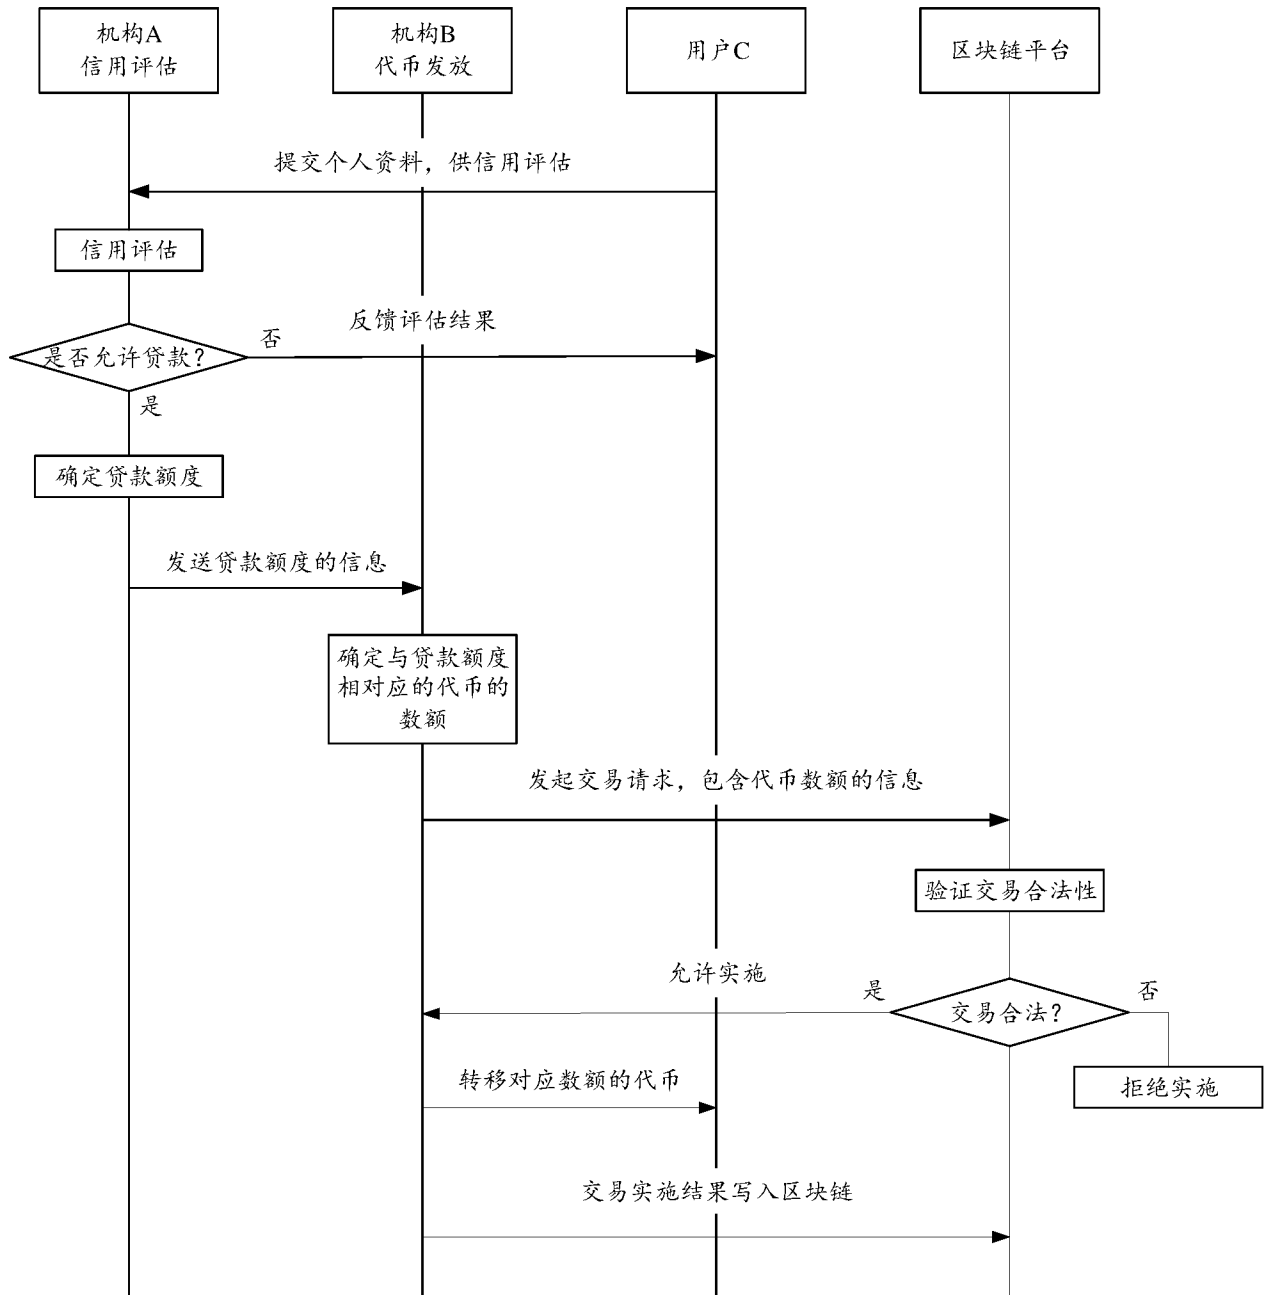 机构A
信用评估
机构B
代币发放
用户C
区块链平台
提交个人资料，供信用评估
信用评估
反馈评估结果
否
是否允许贷款？
是
确定贷款额度
发送贷款额度的信息
确定与贷款额度
相对应的代币的
数额
发起交易请求，包含代币数额的信息
验证交易合法性
允许实施
是
否
交易合法？
转移对应数额的代币
拒绝实施
交易实施结果写入区块链